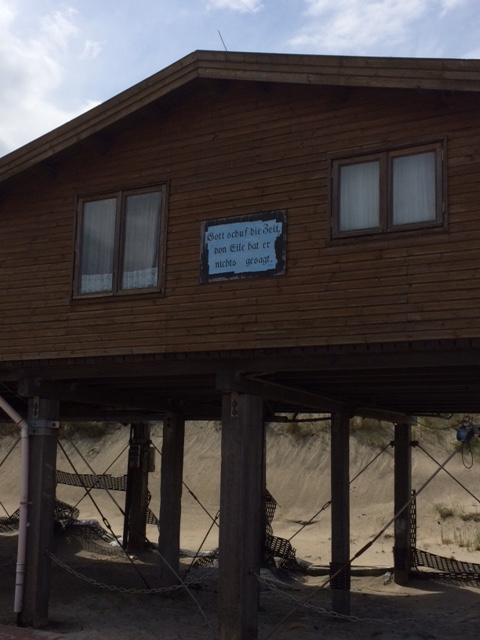 Gott schuf die Zeit,
von Eile hat er
nichts gesagt.